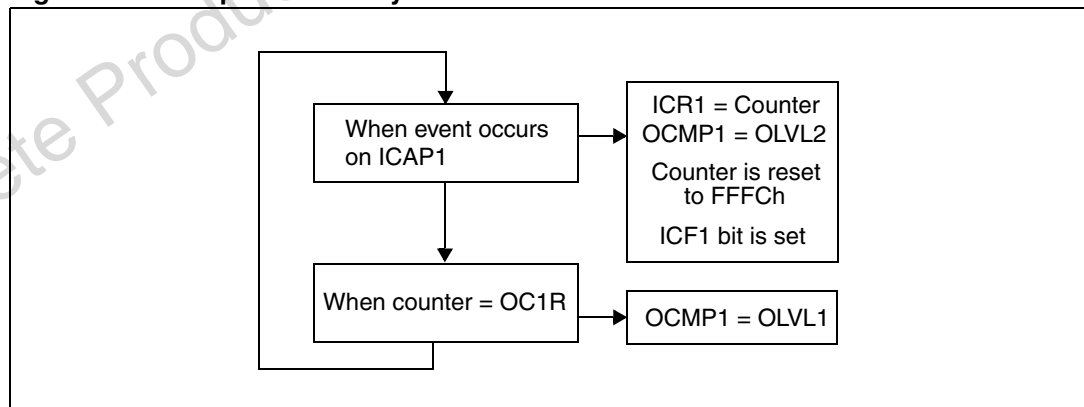 When event occurs
on ICAP1
ICR1 = Counter
OCMP1 = OLVL2
Counter is reset
to FFFCh
ICF1 bit is set
When counter = OC1R
OCMP1 = OLVL1